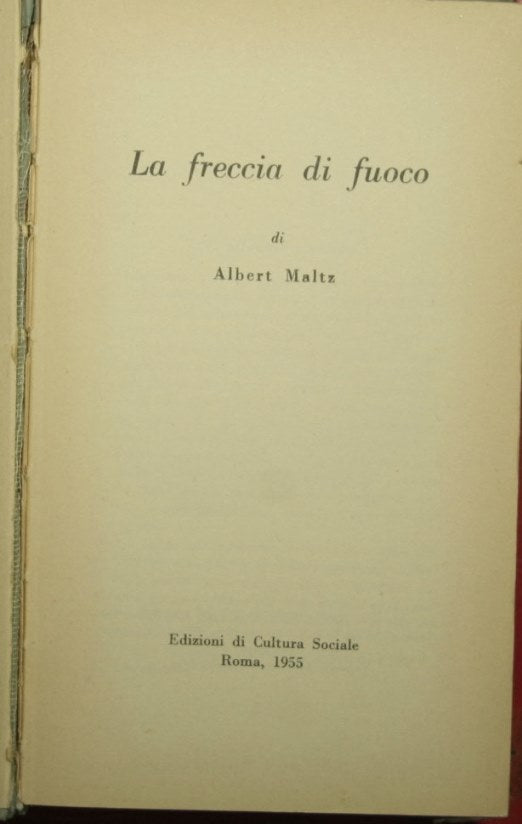 La freccia di fuoco
di
Albert Maltz
Edizioni di Cultura Sociale
Roma, 1955